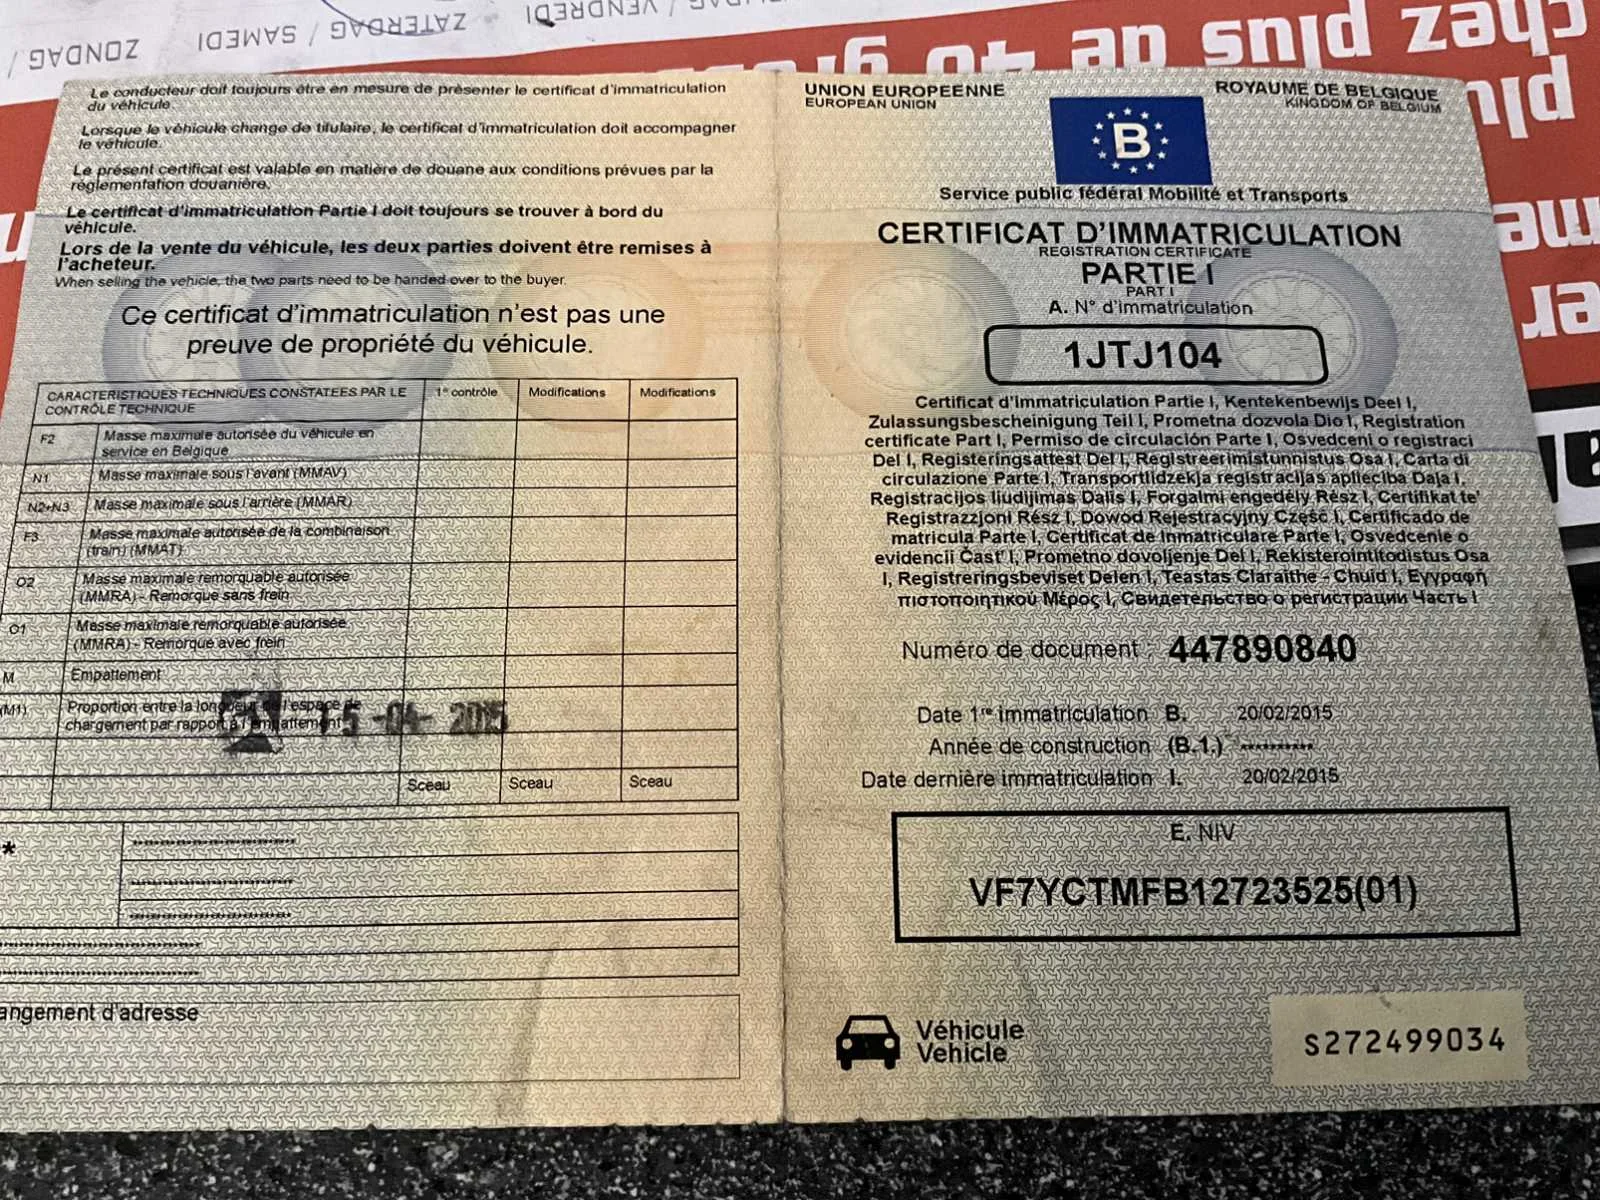 ZONDAG /
ZATERDAG / SAMEDI
/ VENDREDI
chez plus de 40
plu
me
er
Le conducteur doit toujours être en mesure de présenter le certificat d'immatriculation
du véhicule.
Lorsque le véhicule change de titulaire, le certificat d'immatriculation doit accompagner
le véhicule.
Le présent certificat est valable en matière de douane aux conditions prévues par la
réglementation douanière.
Le certificat d'immatriculation Partie I doit toujours se trouver à bord du
véhicule.
Lors de la vente du véhicule, les deux parties doivent être remises à
l'acheteur.
When selling the vehicle, the two parts need to be handed over to the buyer.
Ce certificat d'immatriculation n'est pas une
preuve de propriété du véhicule.
CARACTERISTIQUES TECHNIQUES CONSTATEES PAR LE
CONTRÔLE TECHNIQUE
1e contrôle
Modifications
Modifications
F2 Masse maximale autorisée du véhicule en
service en Belgique
N1 Masse maximale sous l'avant (MMAV)
N2+N3 Masse maximale sous l'arrière (MMAR)
F3 Masse maximale autorisée de la combinaison
(train) (MMAT)
O2 Masse maximale remorquable autorisée
(MMRA) - Remorque sans frein
O1 Masse maximale remorquable autorisée
(MMRA) - Remorque avec frein
M Empattement
(M1) Proportion entre la longueur de l'espace de
chargement par rapport à l'empattement
15 -04- 2015
Sceau Sceau Sceau
**************************
**************************
**************************
angement d'adresse
UNION EUROPEENNE
EUROPEAN UNION
ROYAUME DE BELGIQUE
KINGDOM OF BELGIUM
B
Service public fédéral Mobilité et Transports
CERTIFICAT D'IMMATRICULATION
REGISTRATION CERTIFICATE
PARTIE I
PART I
A. N° d'immatriculation
1JTJ104
Certificat d'Immatriculation Partie I, Kentekenbewijs Deel I,
Zulassungsbescheinigung Teil I, Prometna dozvola Dio I, Registration
certificate Part I, Permiso de circulación Parte I, Osvedceni o registraci
Del I, Registeringsattest Del I, Registreerimistunnistus Osa I, Carta di
circulazione Parte I, Transportlidzekja registracijas aplieciba Daja I,
Registracijos liudijimas Dalis I, Forgalmi engedély Rész I, Certifikat te'
Registrazzjoni Rész I, Dowod Rejestracyjny Część I, Certificado de
matricula Parte I, Certificat de Inmatriculare Parte I, Osvedcenie o
evidencii Čast' I, Prometno dovoljenje Del I, Rekisterointitodistus Osa
I, Registreringsbeviset Delen I, Teastas Claraithe - Chuid I, Εγγραφή
πιστοποιητικού Μέρος I, Свидетельство о регистрации Часть I
Numéro de document : 447890840
Date 1re immatriculation B. 20/02/2015
Année de construction (B.1.) **********
Date dernière immatriculation I. 20/02/2015
E. NIV
VF7YCTMFB12723525(01)
Véhicule
Vehicle
S272499034